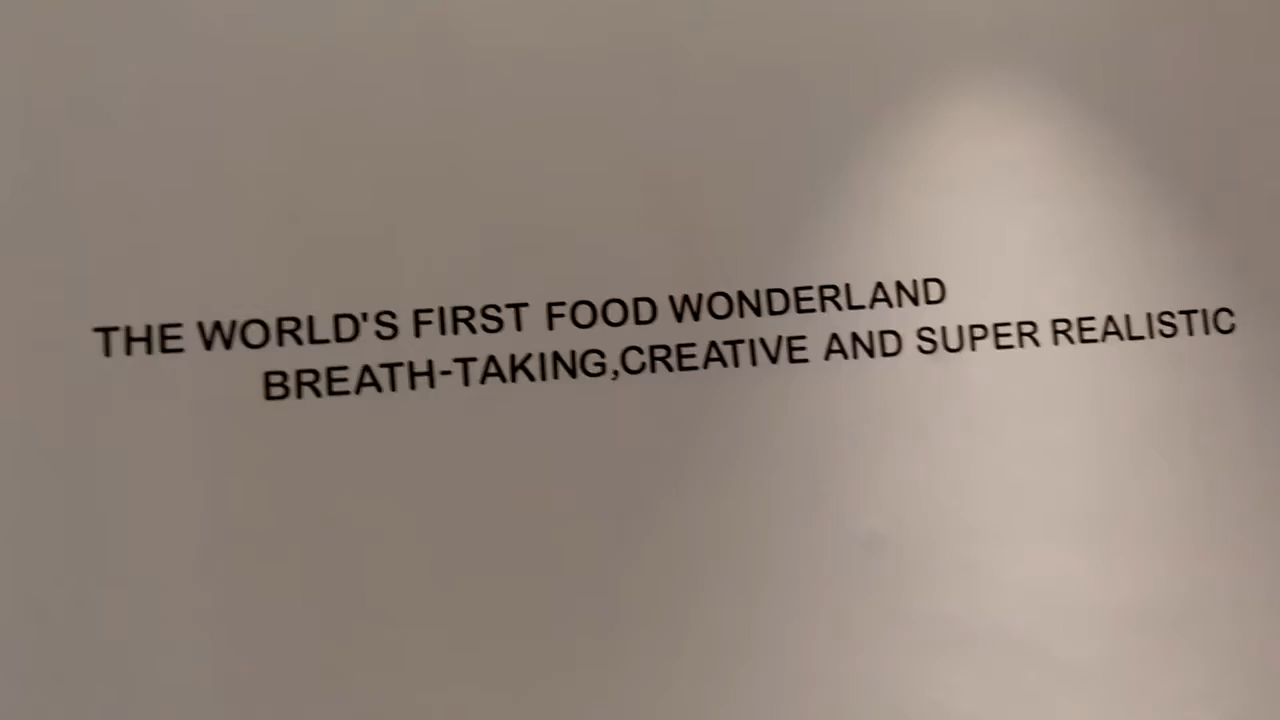 THE WORLD'S FIRST FOOD WONDERLAND
BREATH-TAKING,CREATIVE AND SUPER REALISTIC